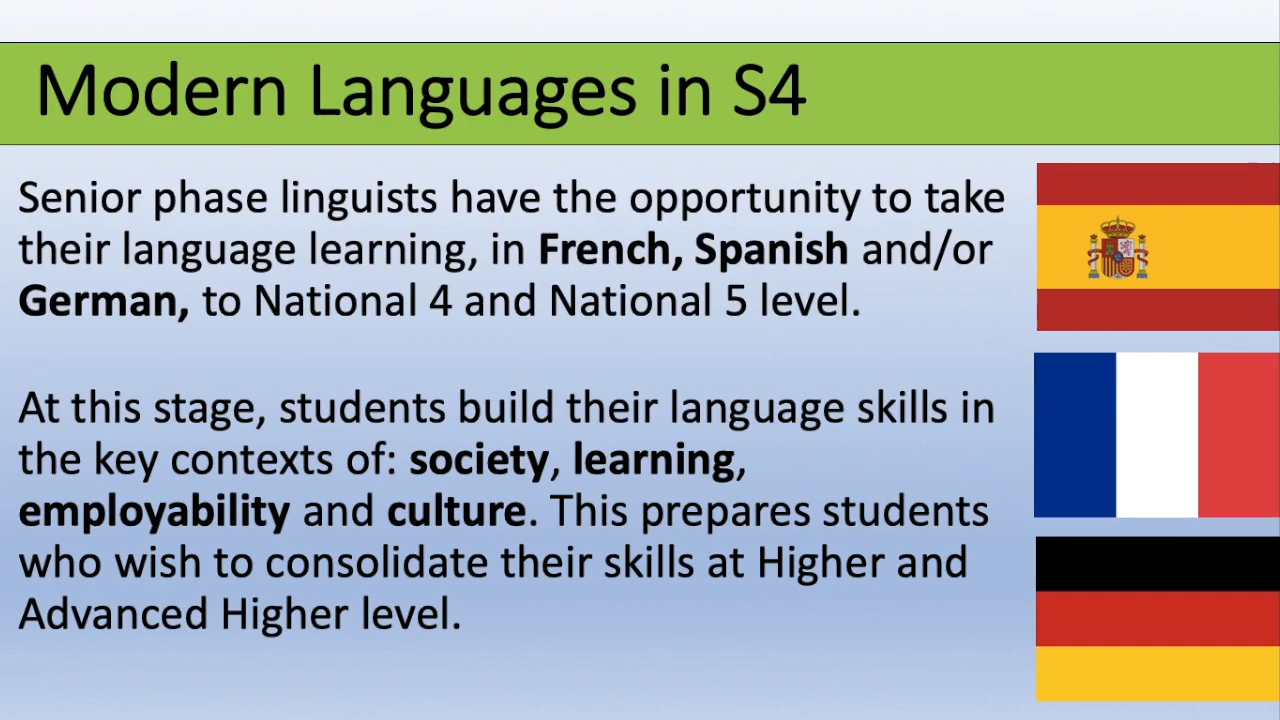 Modern Languages in S4
Senior phase linguists have the opportunity to take
their language learning, in French, Spanish and/or
German, to National 4 and National 5 level.
At this stage, students build their language skills in
the key contexts of: society, learning,
employability and culture. This prepares students
who wish to consolidate their skills at Higher and
Advanced Higher level.